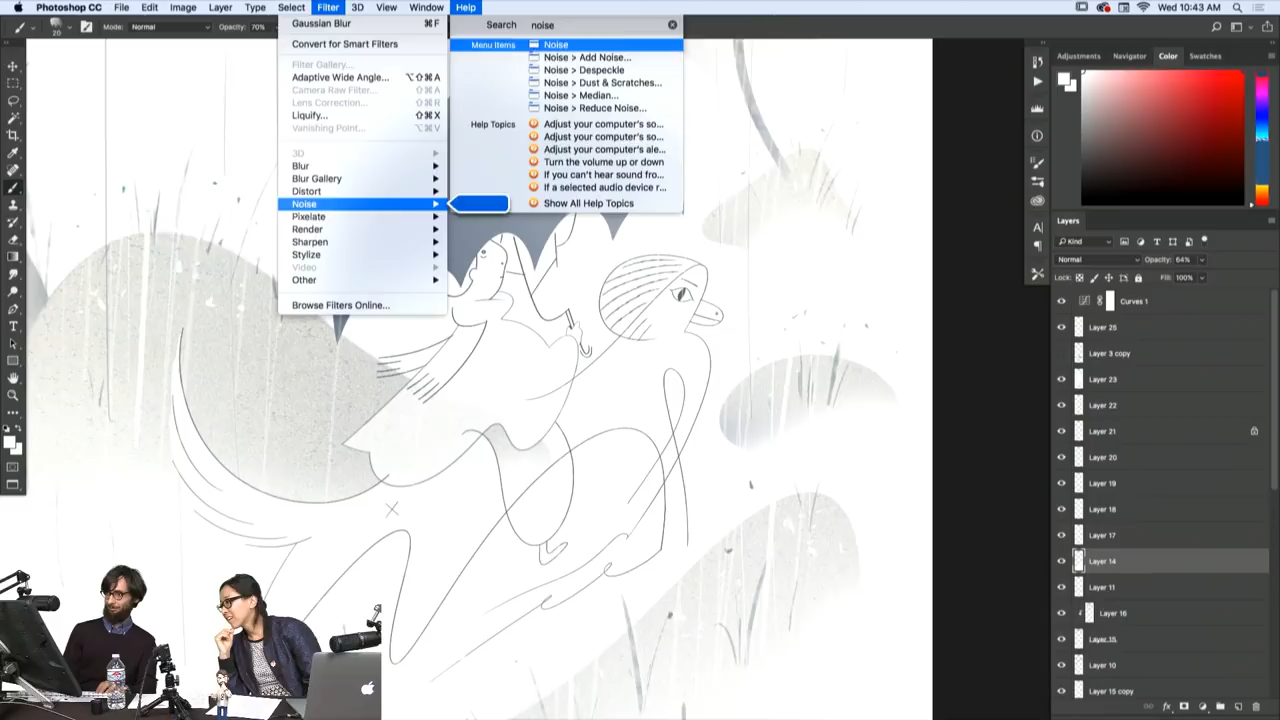 Photoshop CC File Edit Image Layer Type Select Filter 3D View Window Help Wed 10:43 AM
20 Mode: Normal Opacity: 70%
Gaussian Blur ⌘F
Convert for Smart Filters
Filter Gallery...
Adaptive Wide Angle... ⌥⇧⌘A
Camera Raw Filter... ⇧⌘A
Lens Correction... ⇧⌘R
Liquify... ⇧⌘X
Vanishing Point... ⌥⌘V
3D
Blur
Blur Gallery
Distort
Noise
Pixelate
Render
Sharpen
Stylize
Video
Other
Browse Filters Online...
Search noise
Menu Items Noise
Noise > Add Noise...
Noise > Despeckle
Noise > Dust & Scratches...
Noise > Median...
Noise > Reduce Noise...
Help Topics Adjust your computer's so...
Adjust your computer's so...
Adjust your computer's ale...
Turn the volume up or down
If you can't hear sound fro...
If a selected audio device r...
Show All Help Topics
Adjustments Navigator Color Swatches
Layers
Kind
Normal Opacity: 64%
Lock: Fill: 100%
Curves 1
Layer 25
Layer 3 copy
Layer 23
Layer 22
Layer 21
Layer 20
Layer 19
Layer 18
Layer 17
Layer 14
Layer 11
Layer 16
Layer 15
Layer 10
Layer 15 copy